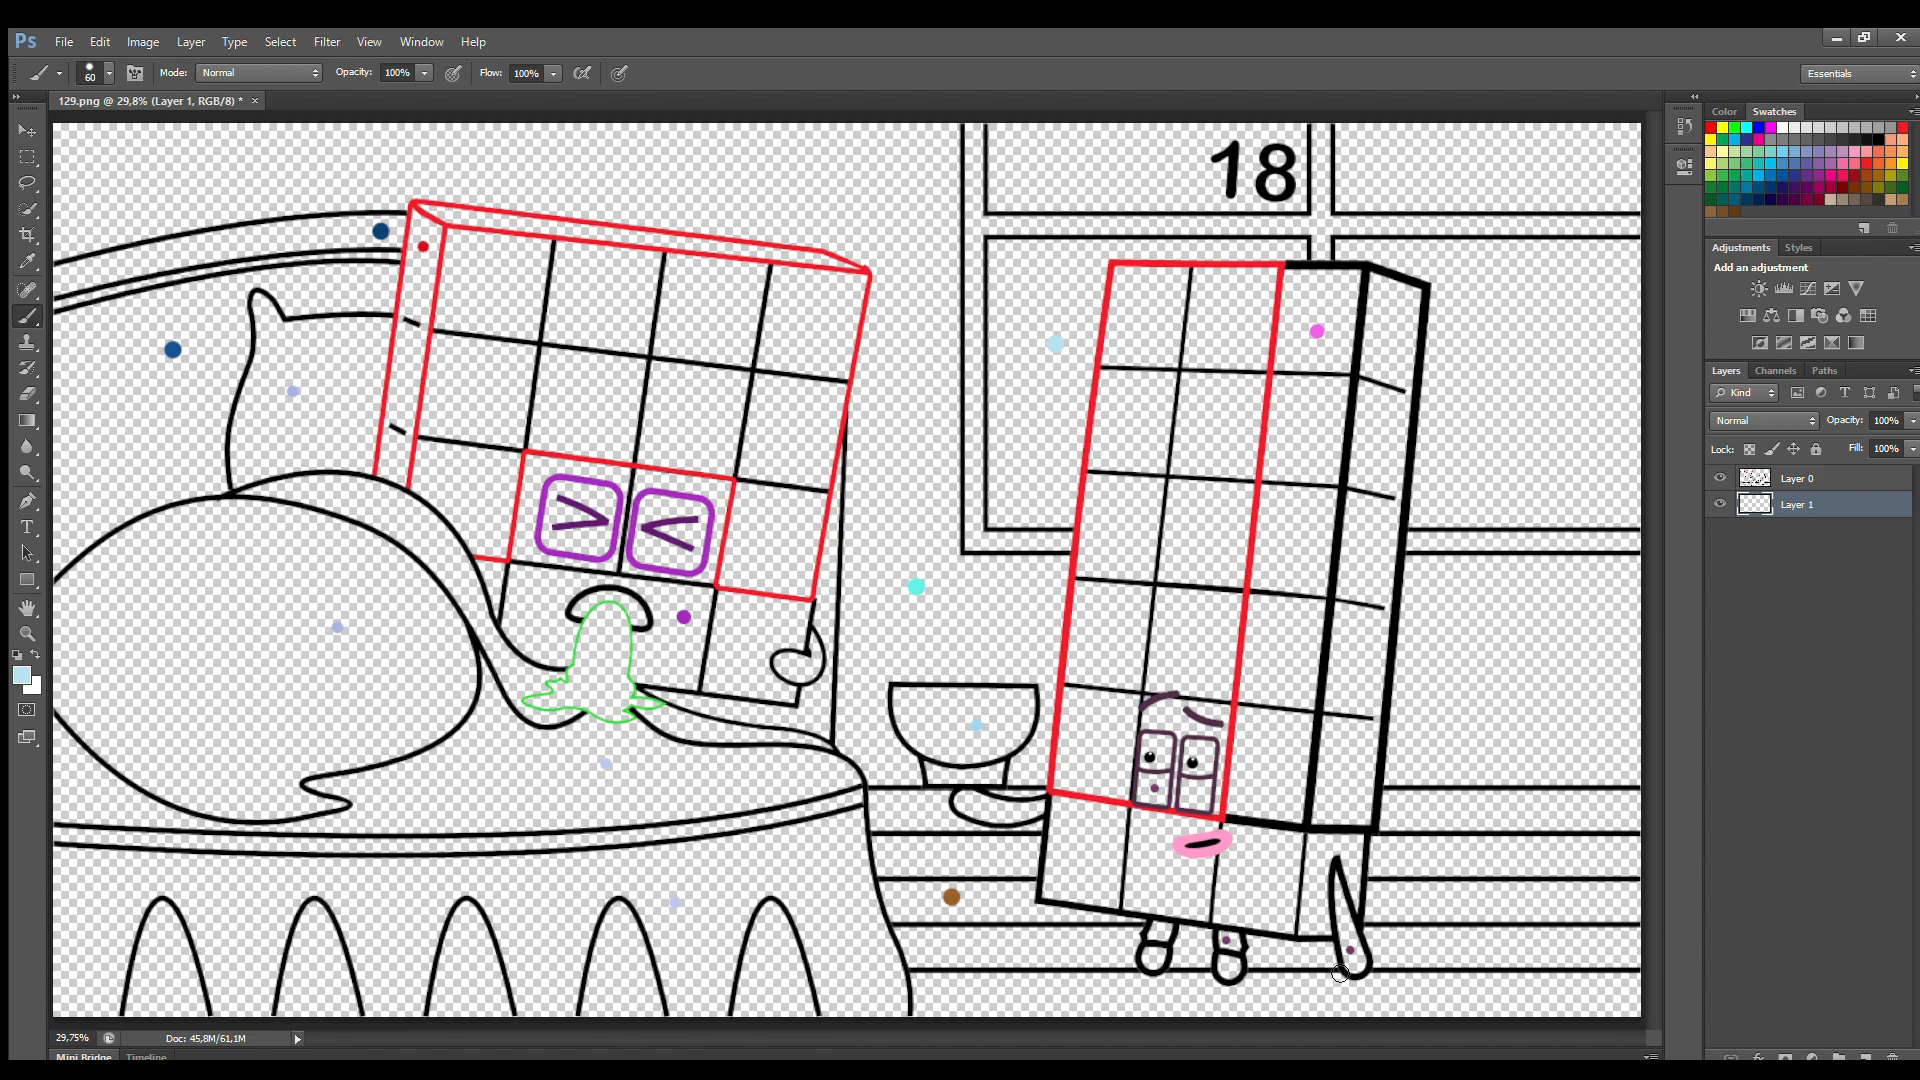 Ps File Edit Image Layer Type Select Filter View Window Help
60 Mode: Normal Opacity: 100% Flow: 100% Essentials
129.png @ 29,8% (Layer 1, RGB/8) * ×
Color Swatches
18
Adjustments Styles
Add an adjustment
Layers Channels Paths
Kind
Normal Opacity: 100%
Lock: Fill: 100%
Layer 0
Layer 1
29,75% Doc: 45,8M/61,1M
Mini Bridge Timeline